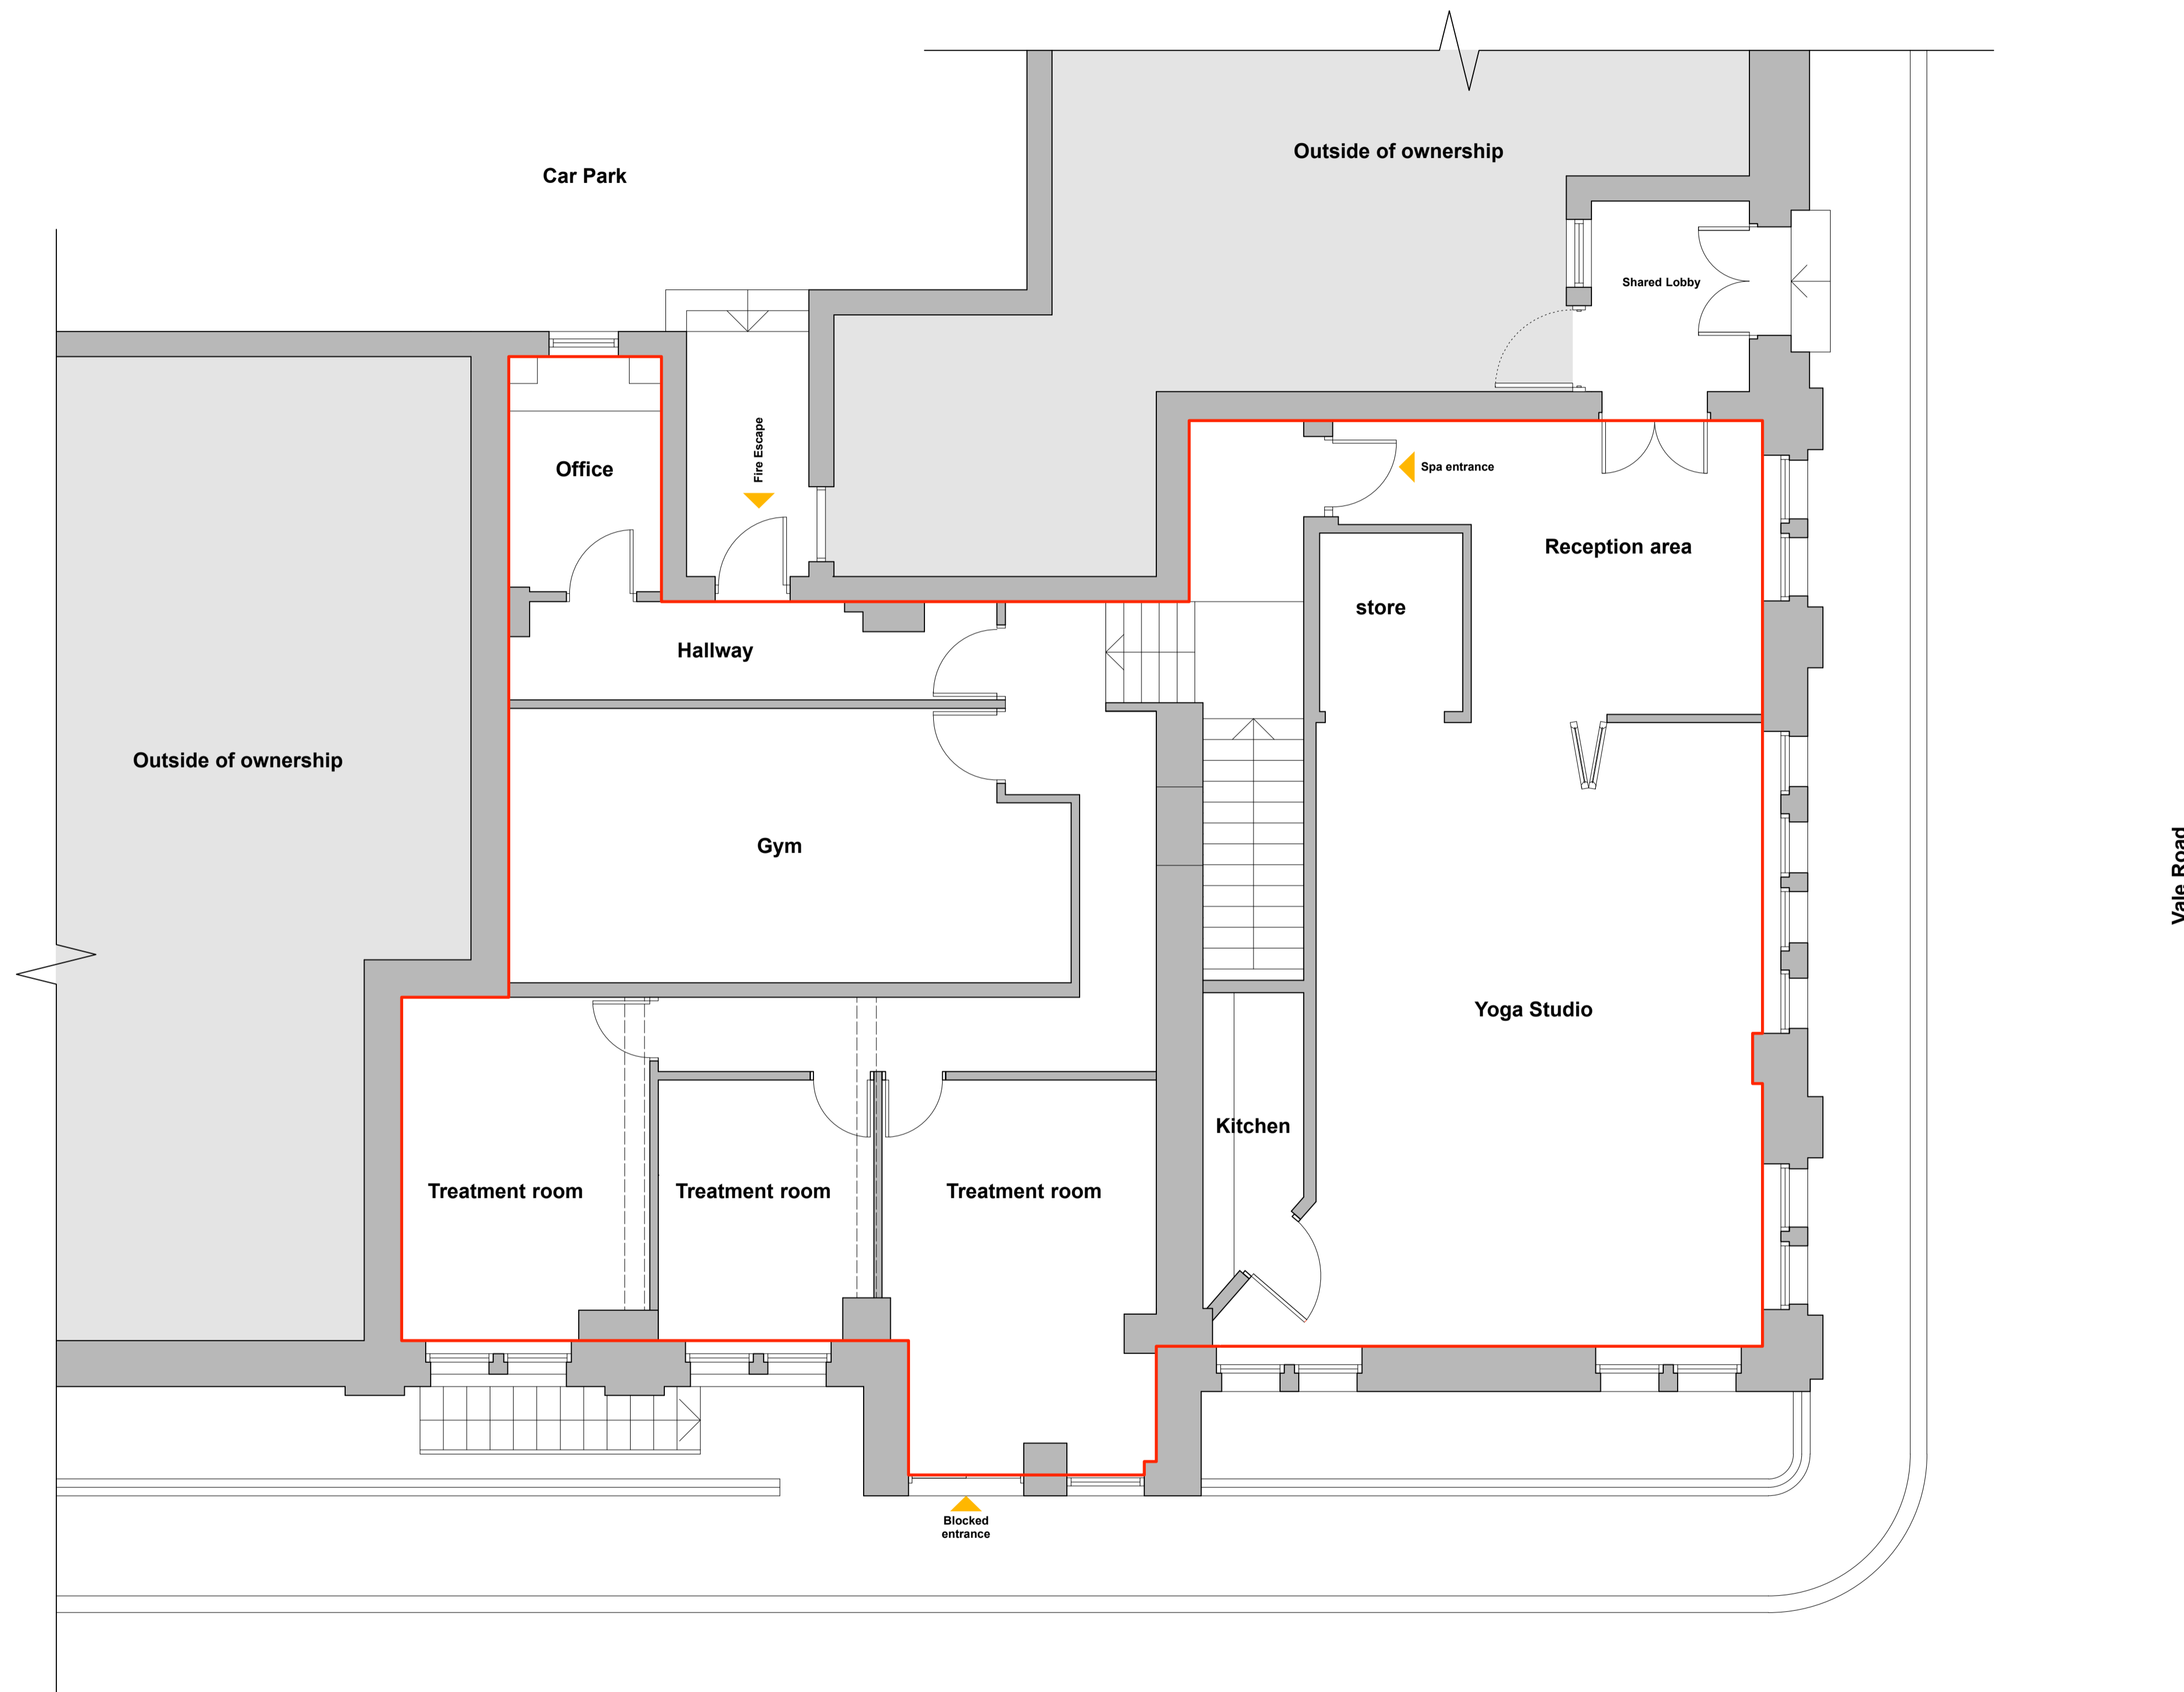 Outside of ownership
Car Park
Shared Lobby
Fire Escape
Office
Spa entrance
Reception area
store
Hallway
Outside of ownership
Gym
Vale Road
Yoga Studio
Kitchen
Treatment room
Treatment room
Treatment room
Blocked
entrance